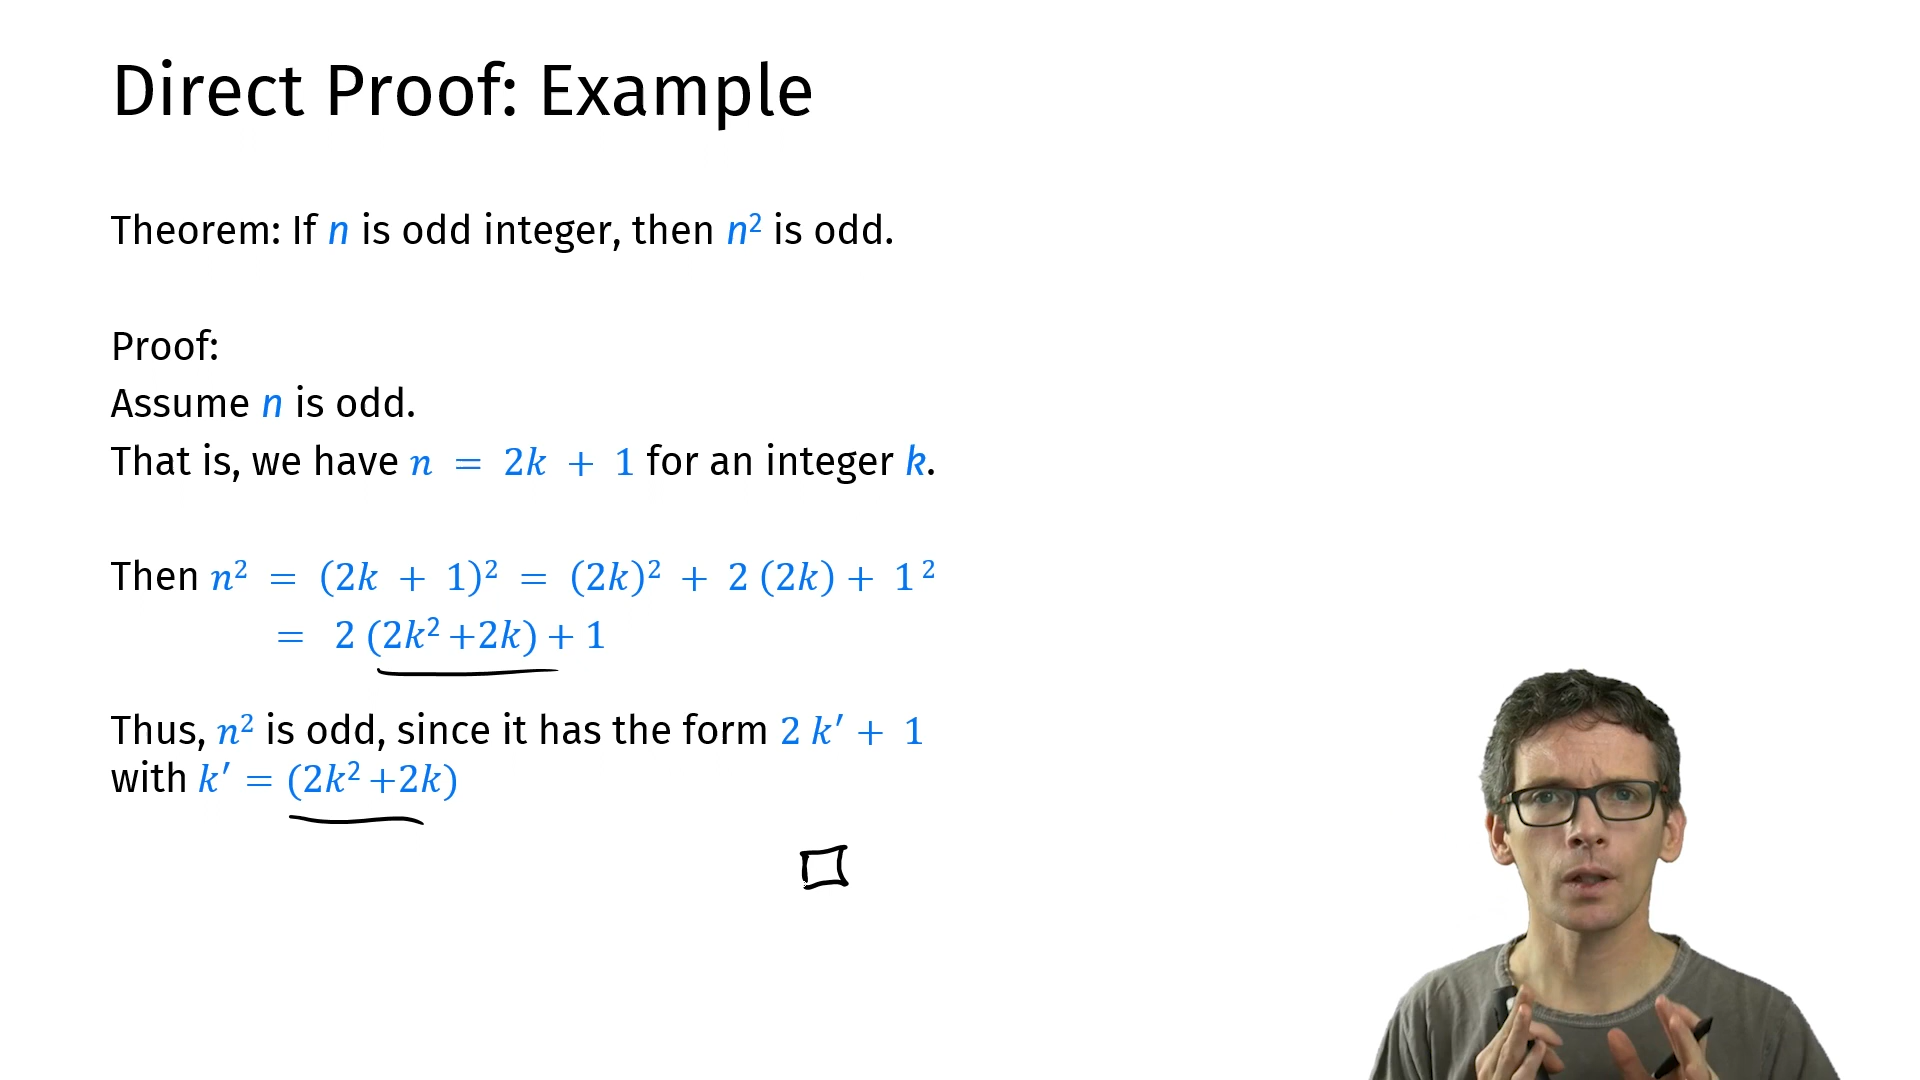 Direct Proof: Example
Theorem: If n is odd integer, then n² is odd.
Proof:
Assume n is odd.
That is, we have n = 2k + 1 for an integer k.
Then n² = (2k + 1)² = (2k)² + 2 (2k) + 1²
= 2 (2k² +2k) + 1
Thus, n² is odd, since it has the form 2 k′ + 1
with k′ = (2k² +2k)